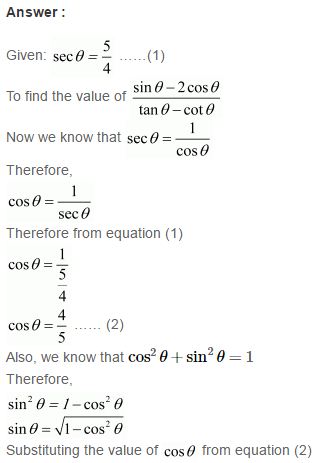 Answer :
Given: sec θ = 5/4 ......(1)
To find the value of (sin θ – 2 cos θ)/(tan θ – cot θ)
Now we know that sec θ = 1/cos θ
Therefore,
cos θ = 1/sec θ
Therefore from equation (1)
cos θ = 1/(5/4)
cos θ = 4/5 ...... (2)
Also, we know that cos² θ + sin² θ = 1
Therefore,
sin² θ = 1 – cos² θ
sin θ = √(1 – cos² θ)
Substituting the value of cos θ from equation (2)